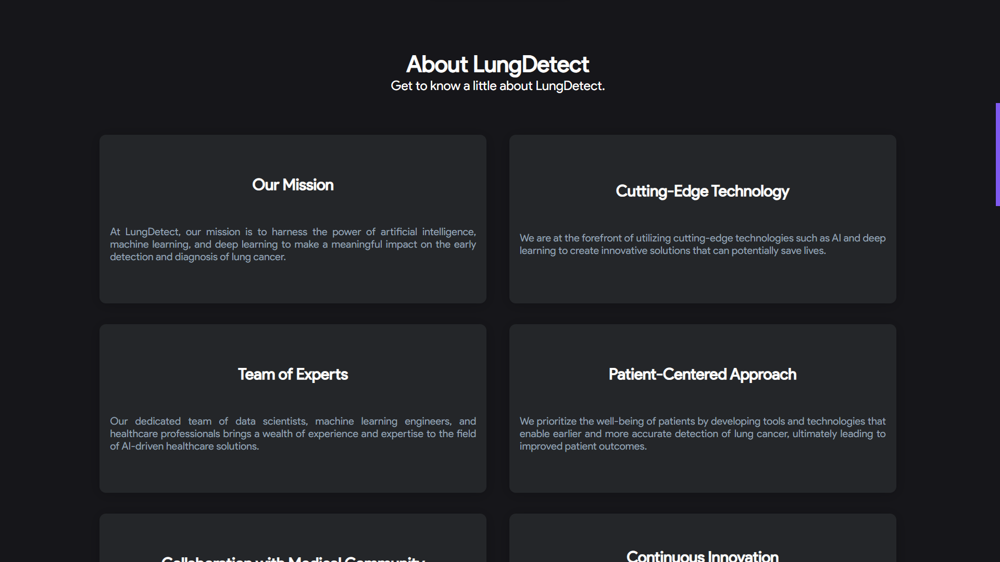 About LungDetect
Get to know a little about LungDetect.
Our Mission
At LungDetect, our mission is to harness the power of artificial intelligence,
machine learning, and deep learning to make a meaningful impact on the early
detection and diagnosis of lung cancer.
Cutting-Edge Technology
We are at the forefront of utilizing cutting-edge technologies such as AI and deep
learning to create innovative solutions that can potentially save lives.
Team of Experts
Our dedicated team of data scientists, machine learning engineers, and
healthcare professionals brings a wealth of experience and expertise to the field
of AI-driven healthcare solutions.
Patient-Centered Approach
We prioritize the well-being of patients by developing tools and technologies that
enable earlier and more accurate detection of lung cancer, ultimately leading to
improved patient outcomes.
Collaboration with Medical Community
Continuous Innovation